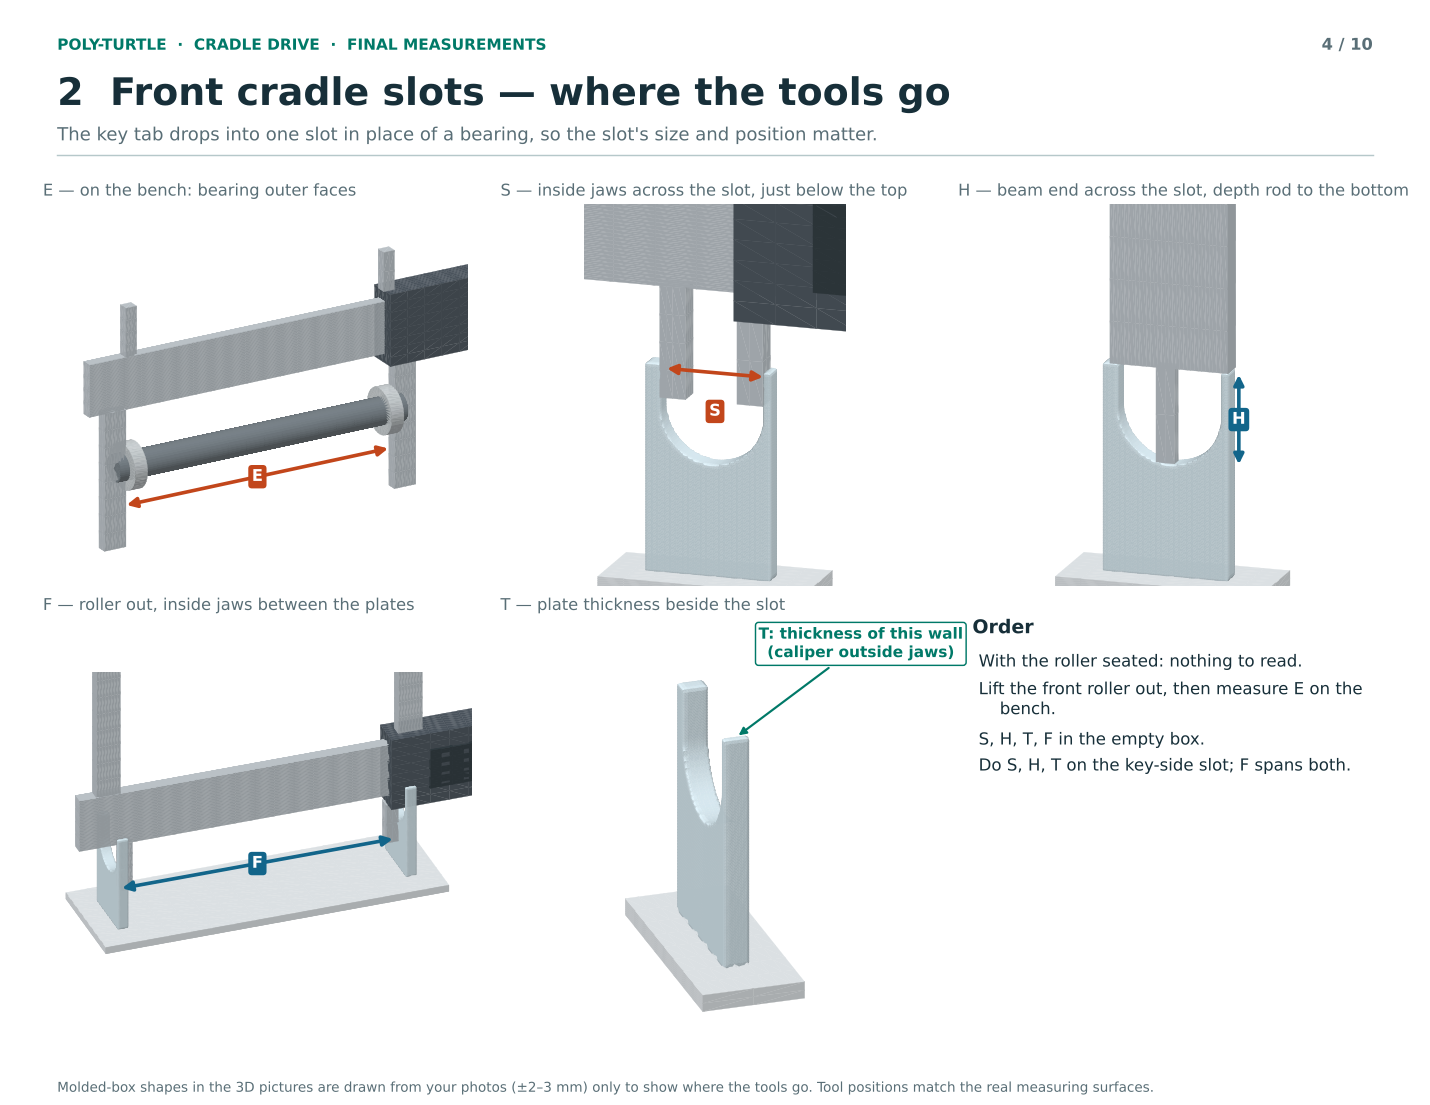 POLY-TURTLE · CRADLE DRIVE · FINAL MEASUREMENTS
4 / 10
2 Front cradle slots — where the tools go
The key tab drops into one slot in place of a bearing, so the slot's size and position matter.
E — on the bench: bearing outer faces
S — inside jaws across the slot, just below the top
H — beam end across the slot, depth rod to the bottom
E
S
H
F — roller out, inside jaws between the plates
T — plate thickness beside the slot
F
T: thickness of this wall
(caliper outside jaws)
Order
With the roller seated: nothing to read.
Lift the front roller out, then measure E on the
bench.
S, H, T, F in the empty box.
Do S, H, T on the key-side slot; F spans both.
Molded-box shapes in the 3D pictures are drawn from your photos (±2–3 mm) only to show where the tools go. Tool positions match the real measuring surfaces.